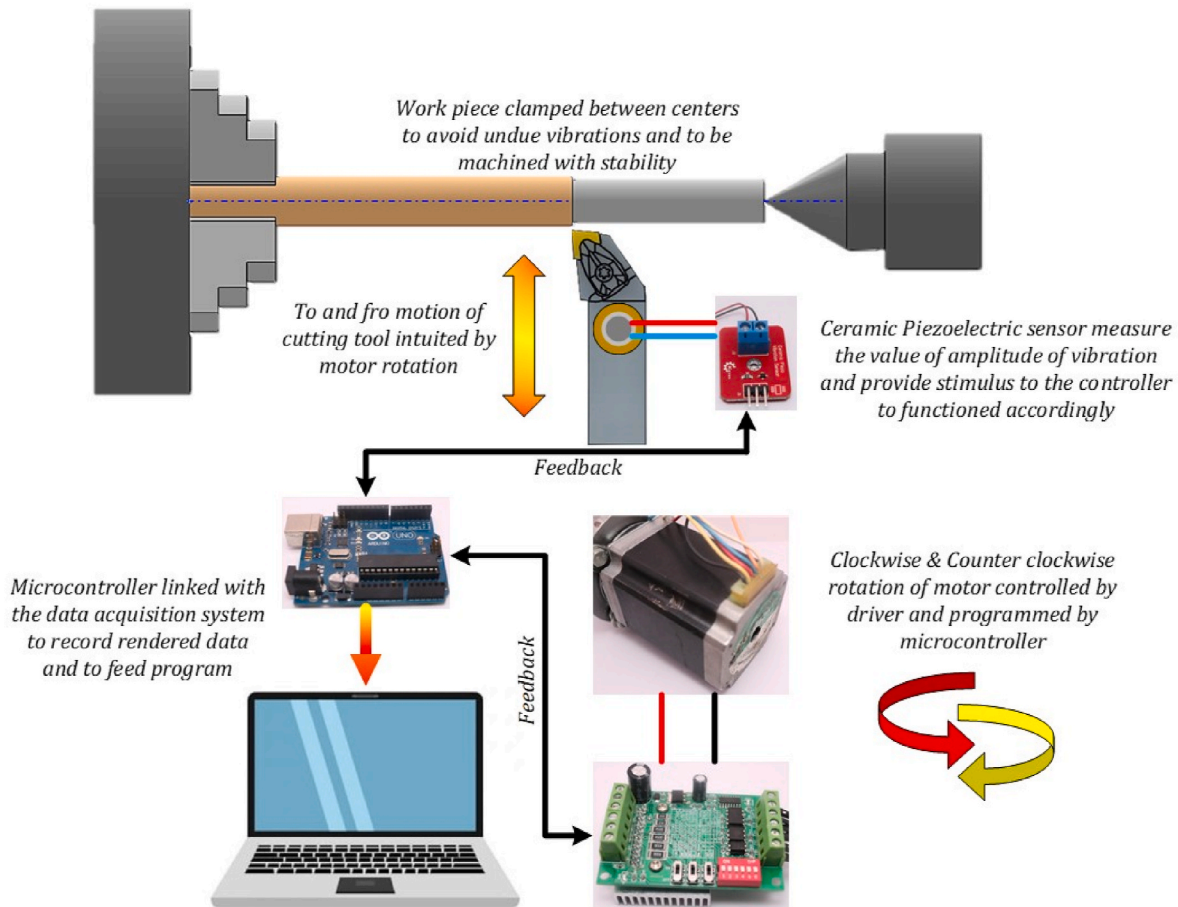 Work piece clamped between centers
to avoid undue vibrations and to be
machined with stability
To and fro motion of
cutting tool intuited by
motor rotation
Ceramic Piezoelectric sensor measure
the value of amplitude of vibration
and provide stimulus to the controller
to functioned accordingly
Feedback
UNO
ARDUINO
Microcontroller linked with
the data acquisition system
to record rendered data
and to feed program
Feedback
Clockwise & Counter clockwise
rotation of motor controlled by
driver and programmed by
microcontroller